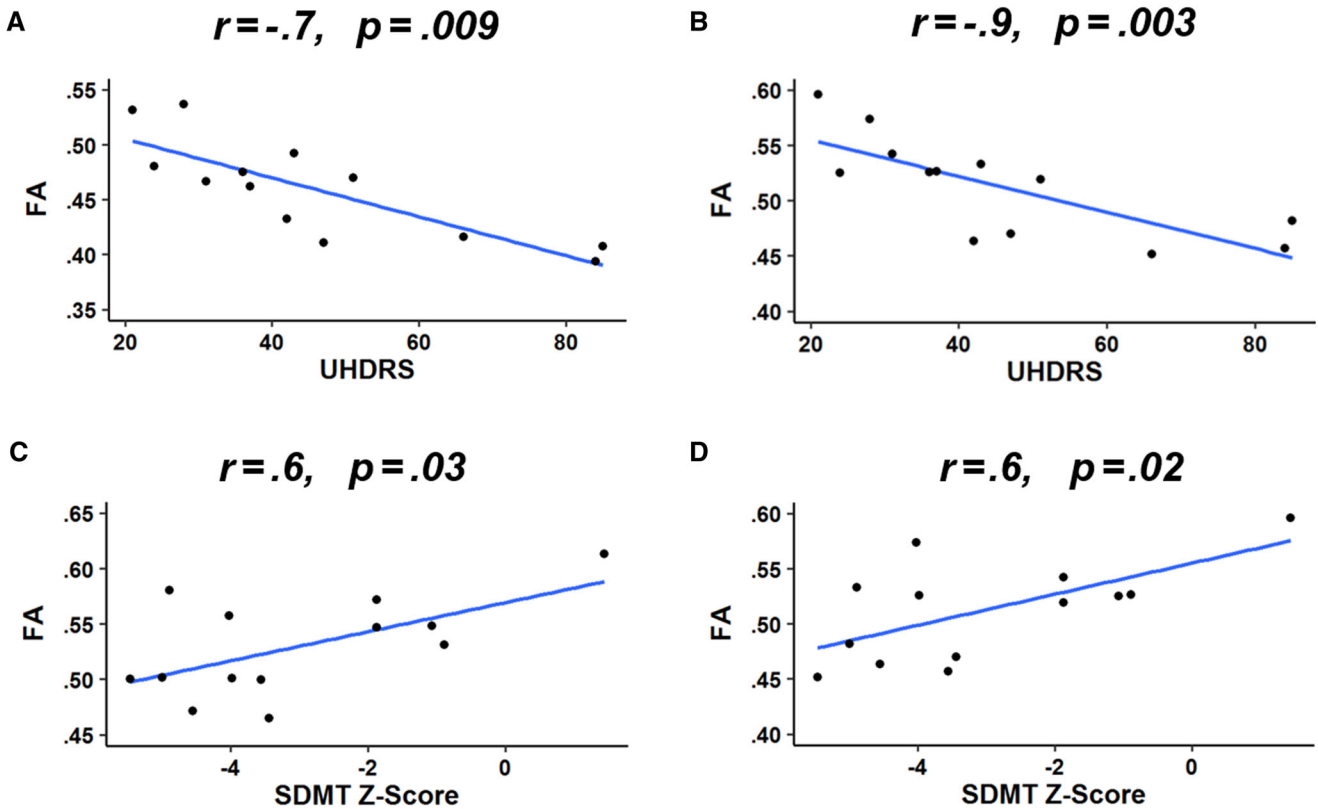 A
r=-.7, p=.009
FA
.55
.50
.45
.40
.35
20 40 60 80
UHDRS
B
r=-.9, p=.003
FA
.60
.55
.50
.45
.40
20 40 60 80
UHDRS
C
r=.6, p=.03
FA
.65
.60
.55
.50
.45
-4 -2 0
SDMT Z-Score
D
r=.6, p=.02
FA
.60
.55
.50
.45
.40
-4 -2 0
SDMT Z-Score